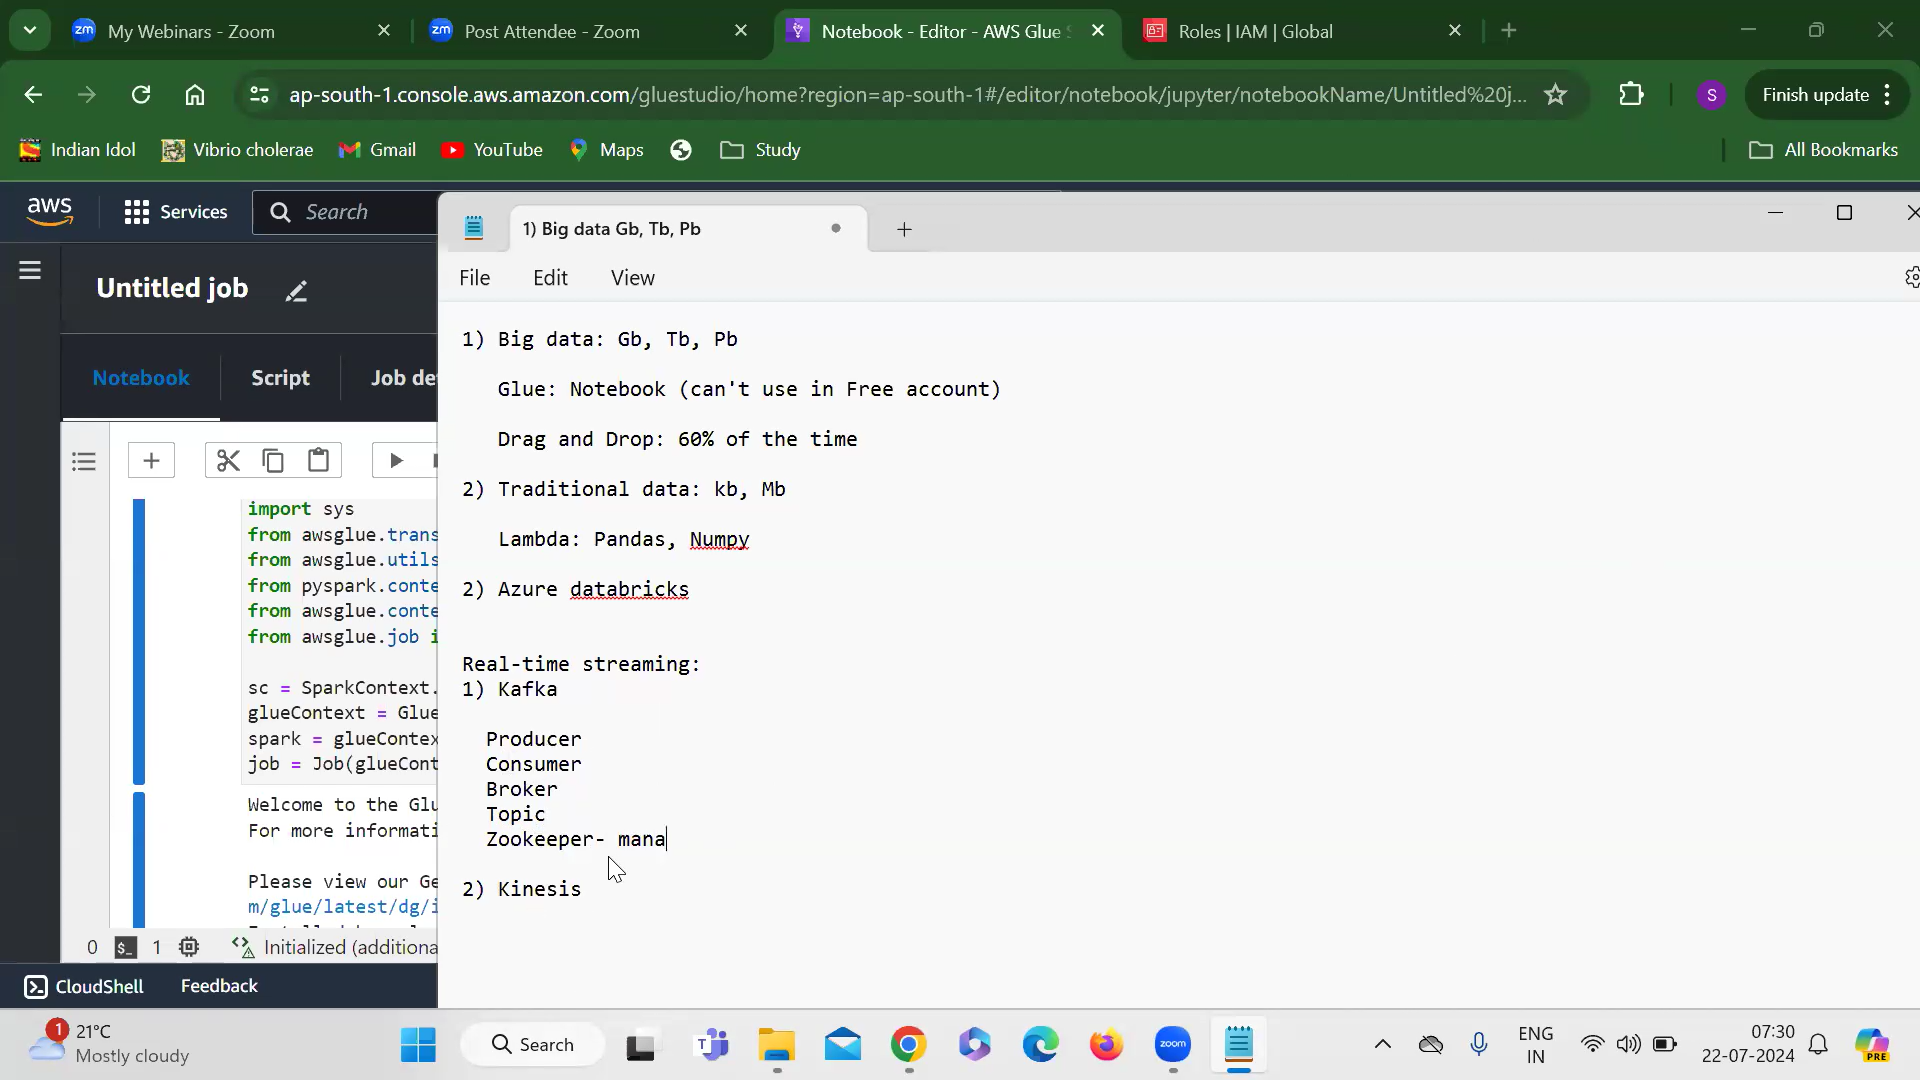 My Webinars - Zoom
Post Attendee - Zoom
Notebook - Editor - AWS Glue S
Roles | IAM | Global
ap-south-1.console.aws.amazon.com/gluestudio/home?region=ap-south-1#/editor/notebook/jupyter/notebookName/Untitled%20j...
S
Finish update
Indian Idol
Vibrio cholerae
Gmail
YouTube
Maps
Study
All Bookmarks
aws
Services
Search
1) Big data Gb, Tb, Pb
File
Edit
View
Untitled job
Notebook
Script
Job de
import sys
from awsglue.trans
from awsglue.utils
from pyspark.conte
from awsglue.conte
from awsglue.job i
sc = SparkContext.
glueContext = Glue
spark = glueContex
job = Job(glueCont
Welcome to the Glu
For more informati
Please view our Ge
m/glue/latest/dg/i
0
1
Initialized (additiona
CloudShell
Feedback
1) Big data: Gb, Tb, Pb
Glue: Notebook (can't use in Free account)
Drag and Drop: 60% of the time
2) Traditional data: kb, Mb
Lambda: Pandas, Numpy
2) Azure databricks
Real-time streaming:
1) Kafka
Producer
Consumer
Broker
Topic
Zookeeper- mana
2) Kinesis
1
21°C
Mostly cloudy
Search
zoom
ENG
IN
07:30
22-07-2024
PRE